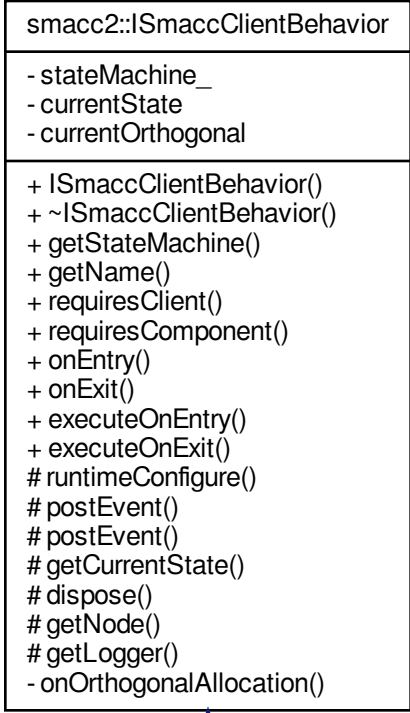 smacc2::ISmaccClientBehavior
- stateMachine_
- currentState
- currentOrthogonal
+ ISmaccClientBehavior()
+ ~ISmaccClientBehavior()
+ getStateMachine()
+ getName()
+ requiresClient()
+ requiresComponent()
+ onEntry()
+ onExit()
+ executeOnEntry()
+ executeOnExit()
# runtimeConfigure()
# postEvent()
# postEvent()
# getCurrentState()
# dispose()
# getNode()
# getLogger()
- onOrthogonalAllocation()